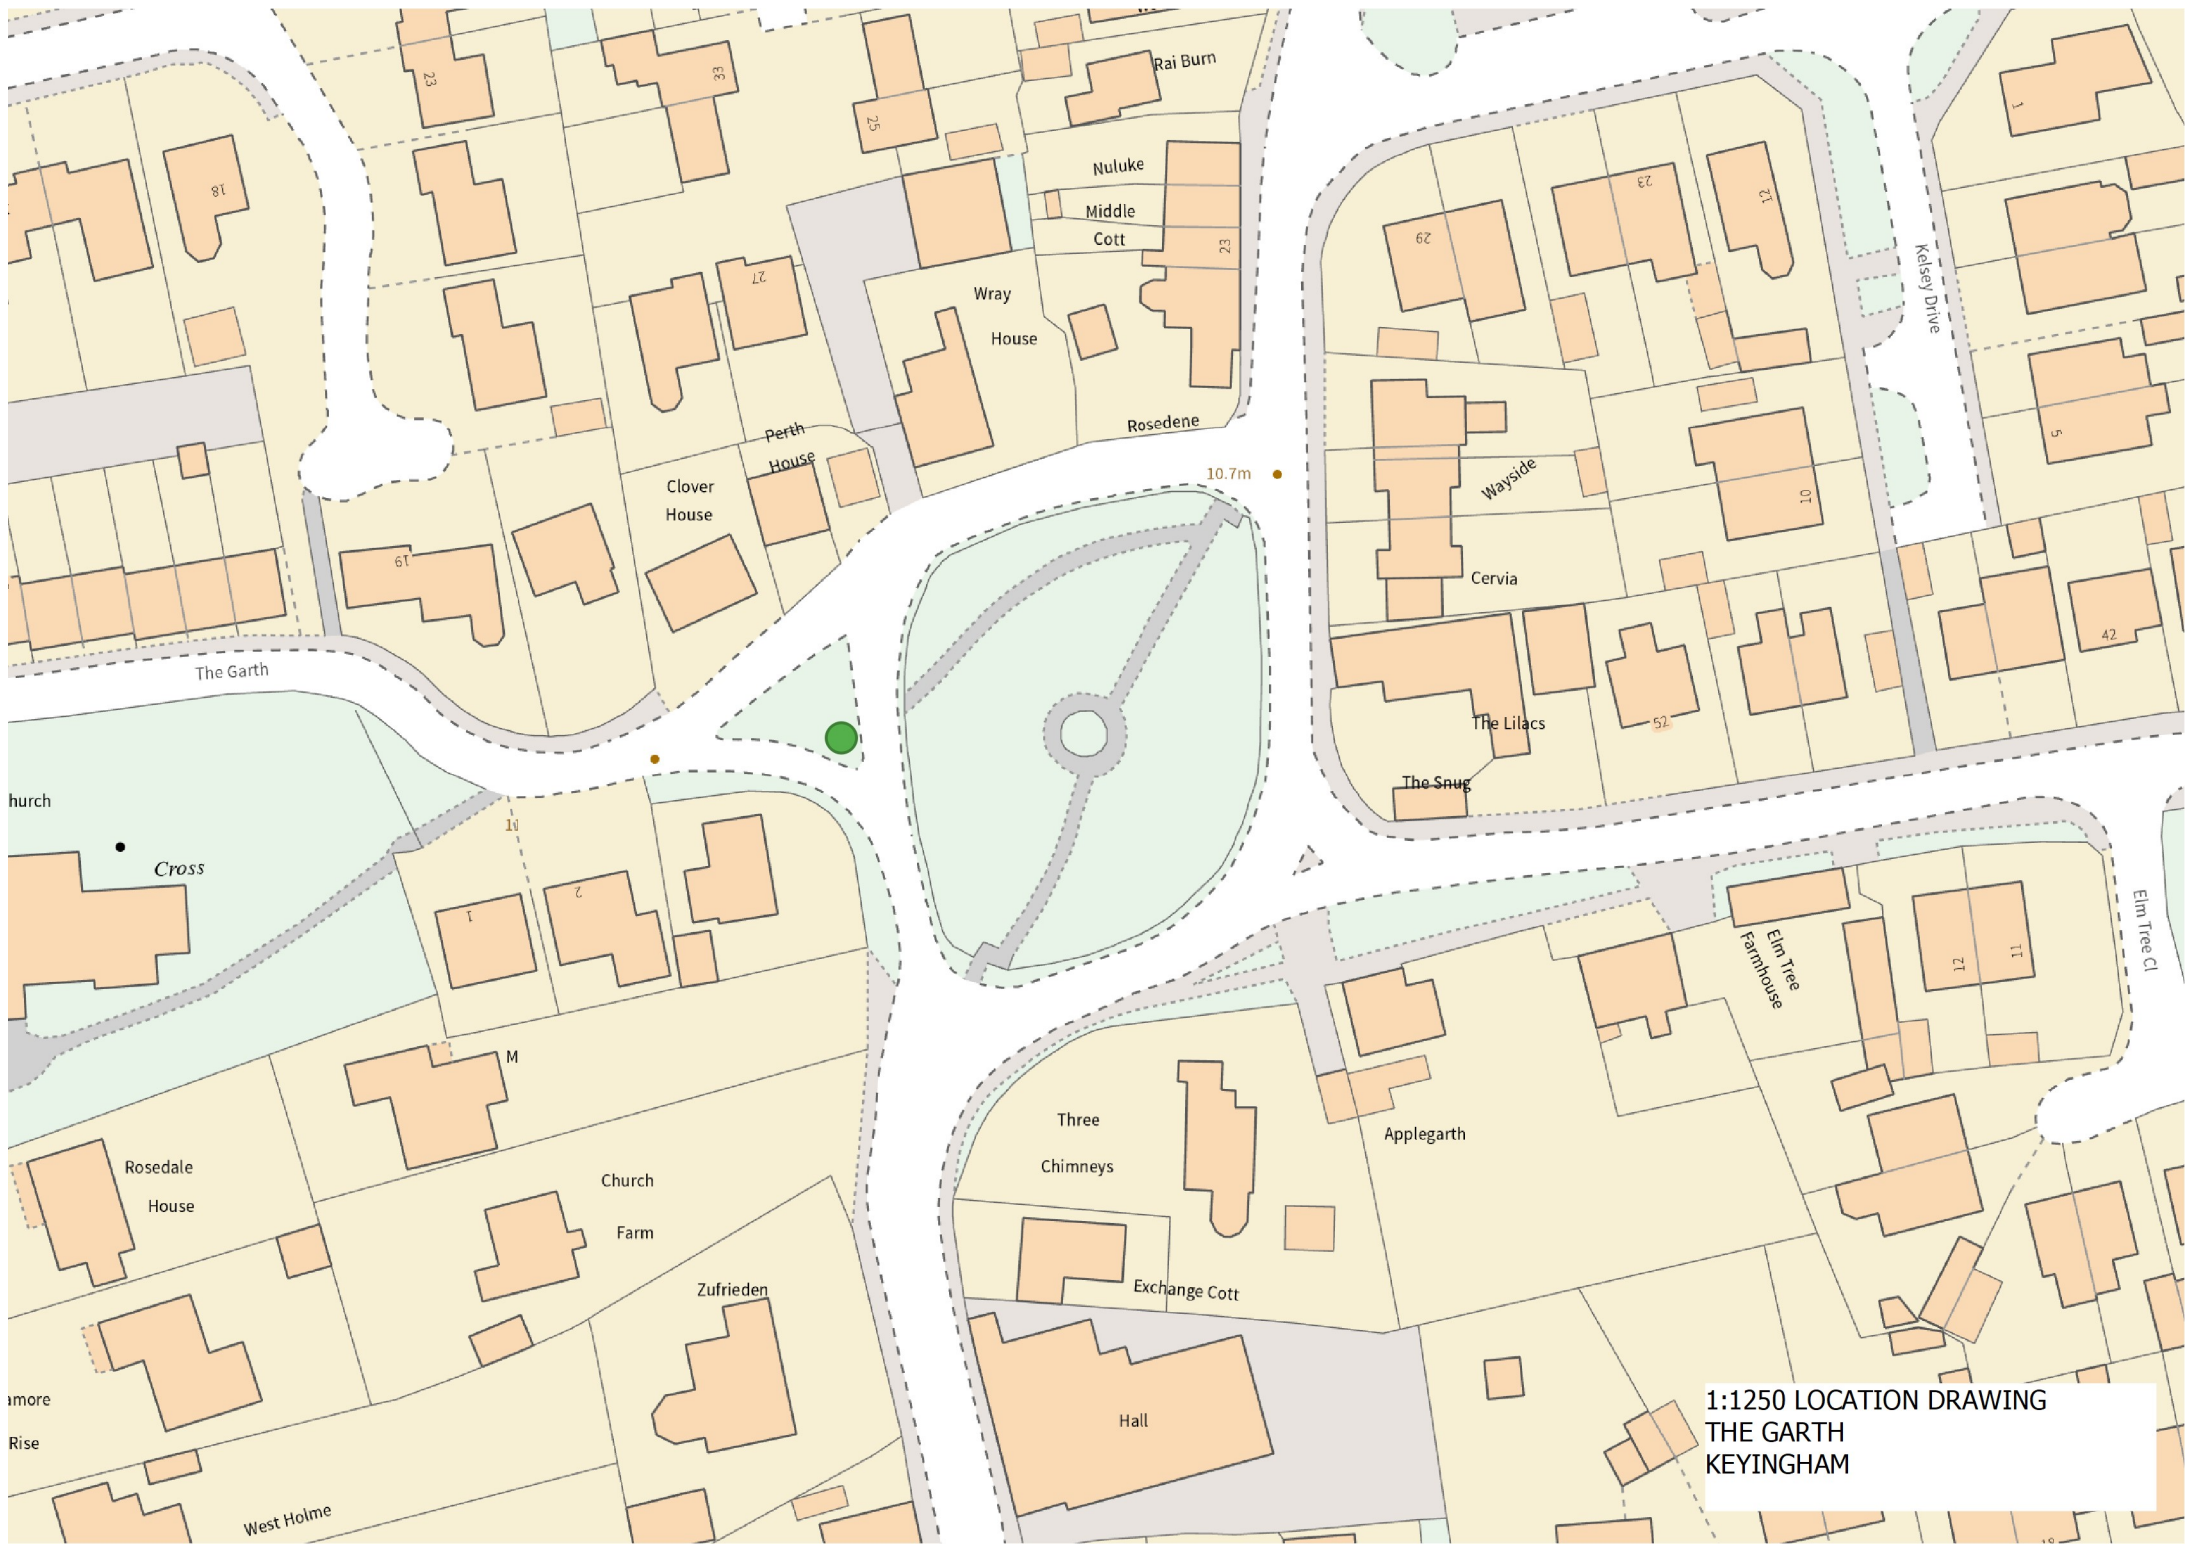 23
33
25
Rai Burn
18
Nuluke
Middle
Cott
23
29
23
12
1
Kelsey Drive
27
Wray
House
Rosedene
10.7m
Perth
House
Clover
House
Wayside
10
5
19
Cervia
42
The Garth
The Lilacs
52
The Snug
hurch
Cross
1
2
Elm Tree
Farmhouse
12
11
Elm Tree Cl
M
Three
Chimneys
Applegarth
Rosedale
House
Church
Farm
Zufrieden
Exchange Cott
amore
Rise
Hall
West Holme
1:1250 LOCATION DRAWING
THE GARTH
KEYINGHAM